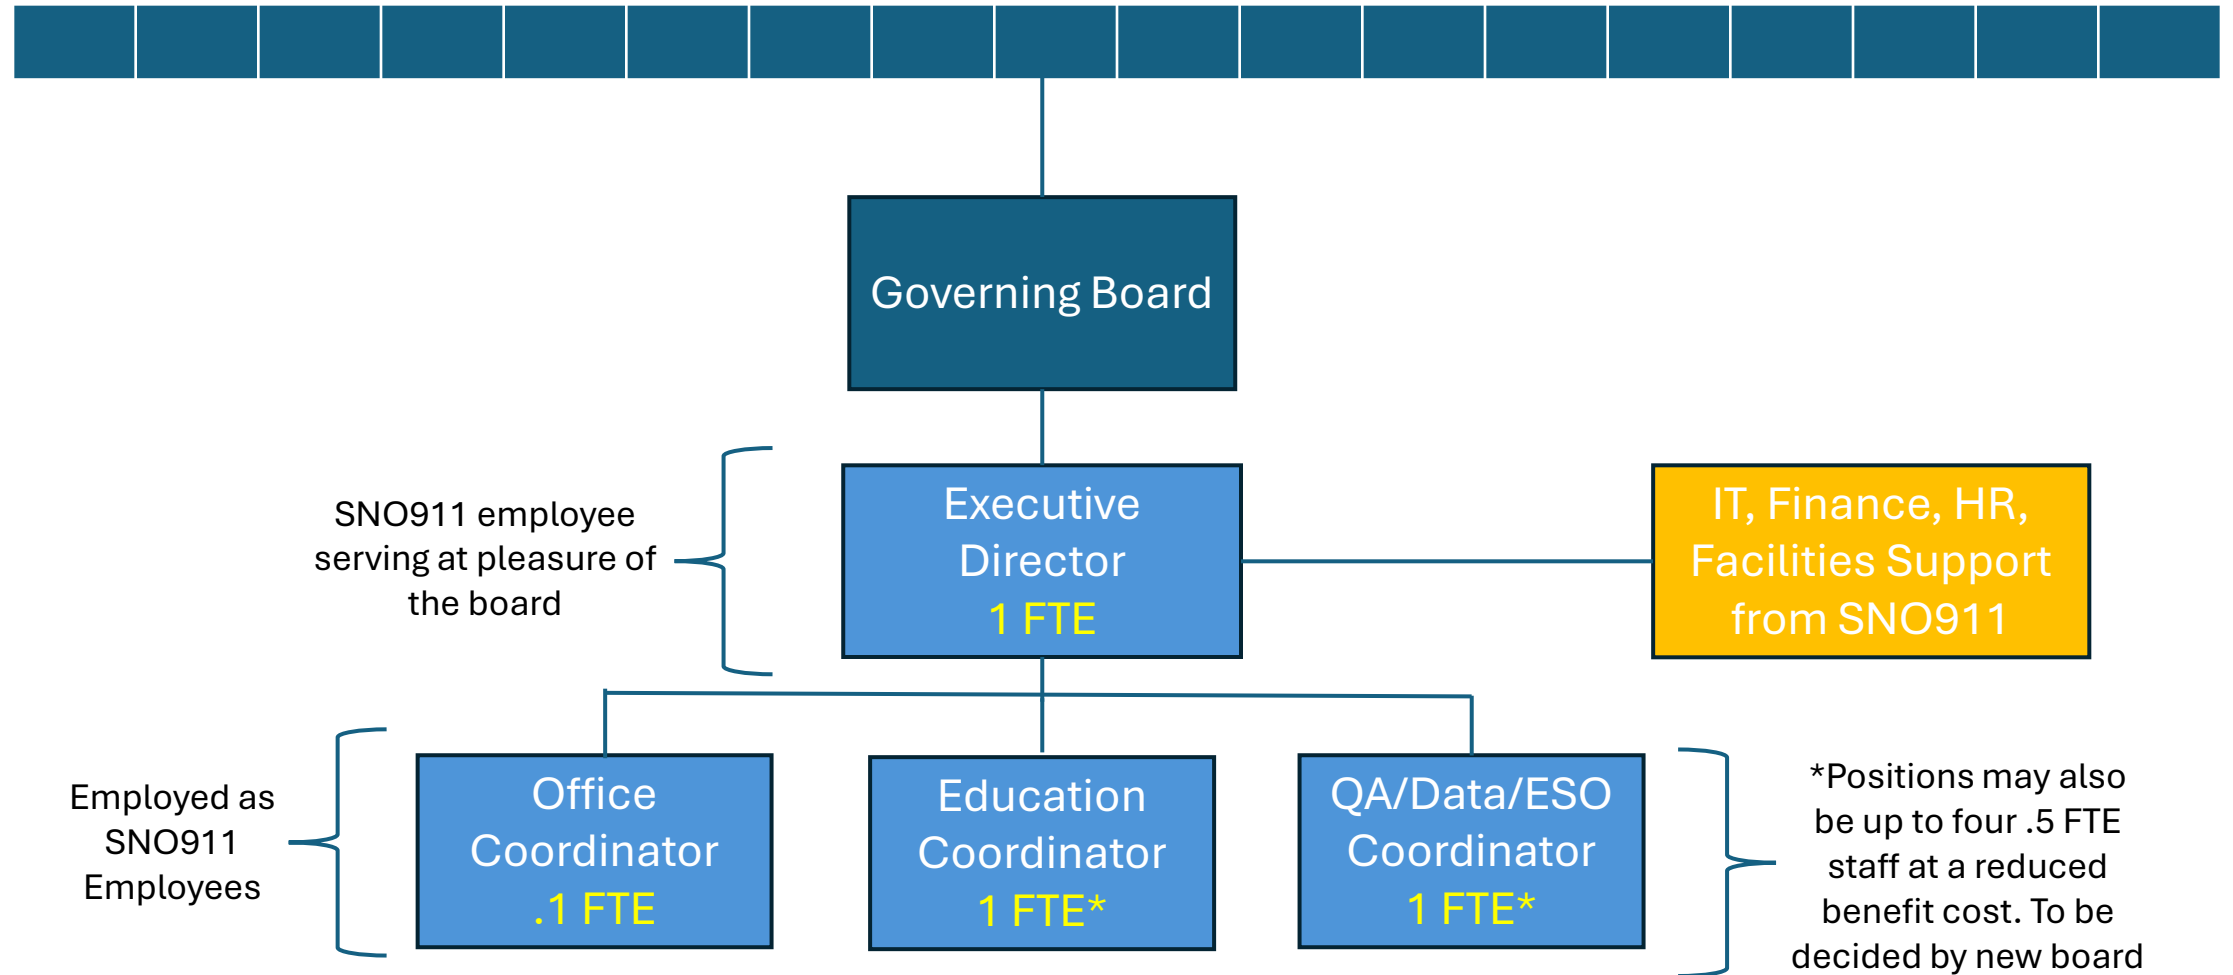 Governing Board
SNO911 employee
serving at pleasure of
the board
Executive
Director
1 FTE
IT, Finance, HR,
Facilities Support
from SNO911
Employed as
SNO911
Employees
Office
Coordinator
.1 FTE
Education
Coordinator
1 FTE*
QA/Data/ESO
Coordinator
1 FTE*
*Positions may also
be up to four .5 FTE
staff at a reduced
benefit cost. To be
decided by new board